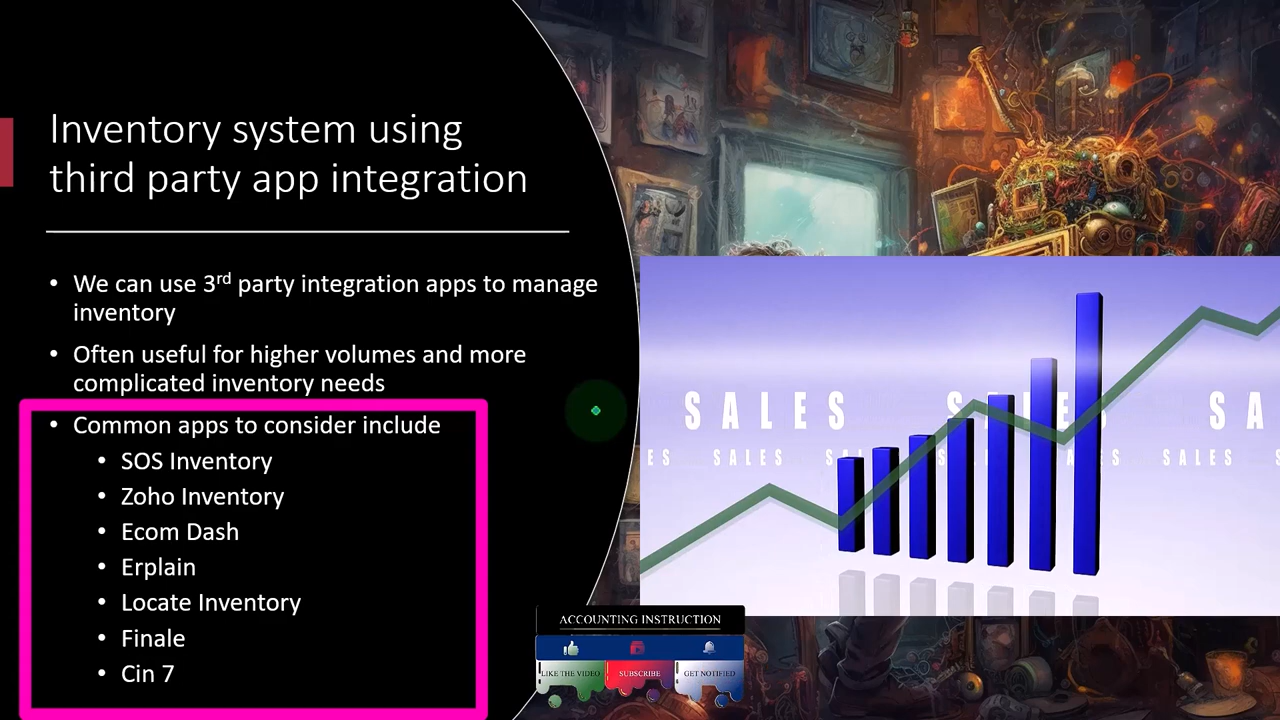 Inventory system using
third party app integration
• We can use 3rd party integration apps to manage
inventory
• Often useful for higher volumes and more
complicated inventory needs
• Common apps to consider include
• SOS Inventory
• Zoho Inventory
• Ecom Dash
• Erplain
• Locate Inventory
• Finale
• Cin 7
SALES SALES SA
ES SALES SALES S SALES SALES S
ACCOUNTING INSTRUCTION
LIKE THE VIDEO SUBSCRIBE GET NOTIFIED